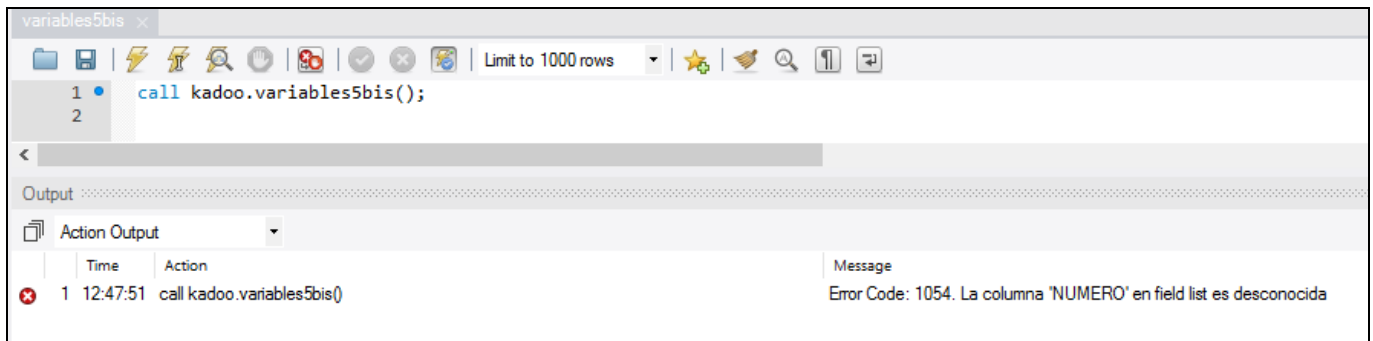 variables5bis ×
Limit to 1000 rows
1 call kadoo.variables5bis();
2
Output
Action Output
Time Action Message
1 12:47:51 call kadoo.variables5bis() Error Code: 1054. La columna 'NUMERO' en field list es desconocida